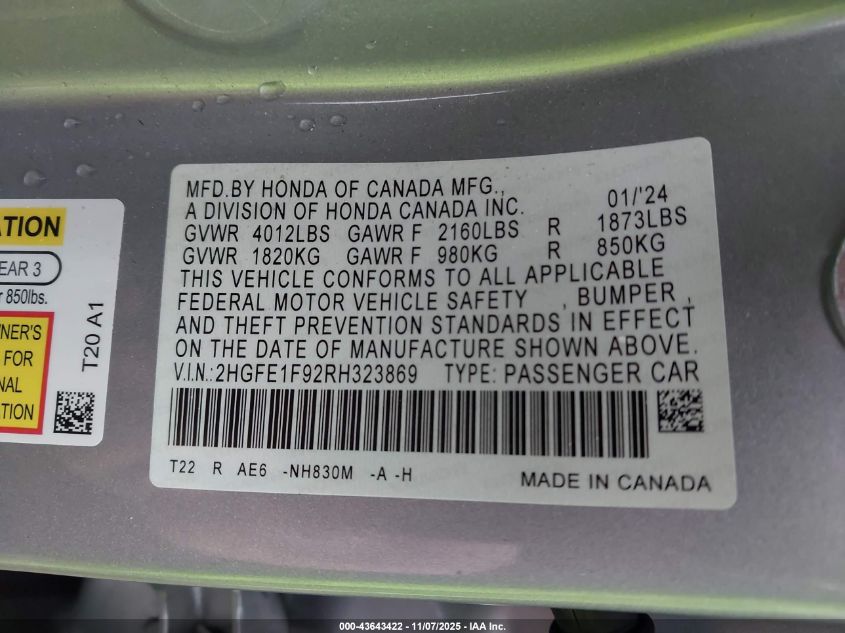 MFD.BY HONDA OF CANADA MFG.,
A DIVISION OF HONDA CANADA INC. 01/'24
GVWR 4012LBS GAWR F 2160LBS R 1873LBS
GVWR 1820KG GAWR F 980KG R 850KG
THIS VEHICLE CONFORMS TO ALL APPLICABLE
FEDERAL MOTOR VEHICLE SAFETY , BUMPER ,
AND THEFT PREVENTION STANDARDS IN EFFECT
ON THE DATE OF MANUFACTURE SHOWN ABOVE.
V.I.N.:2HGFE1F92RH323869 TYPE: PASSENGER CAR
T22 R AE6 -NH830M -A -H
MADE IN CANADA
ATION
EAR 3
r 850lbs.
WNER'S
FOR
NAL
ATION
T20 A1
000-43643422 - 11/07/2025 - IAA Inc.